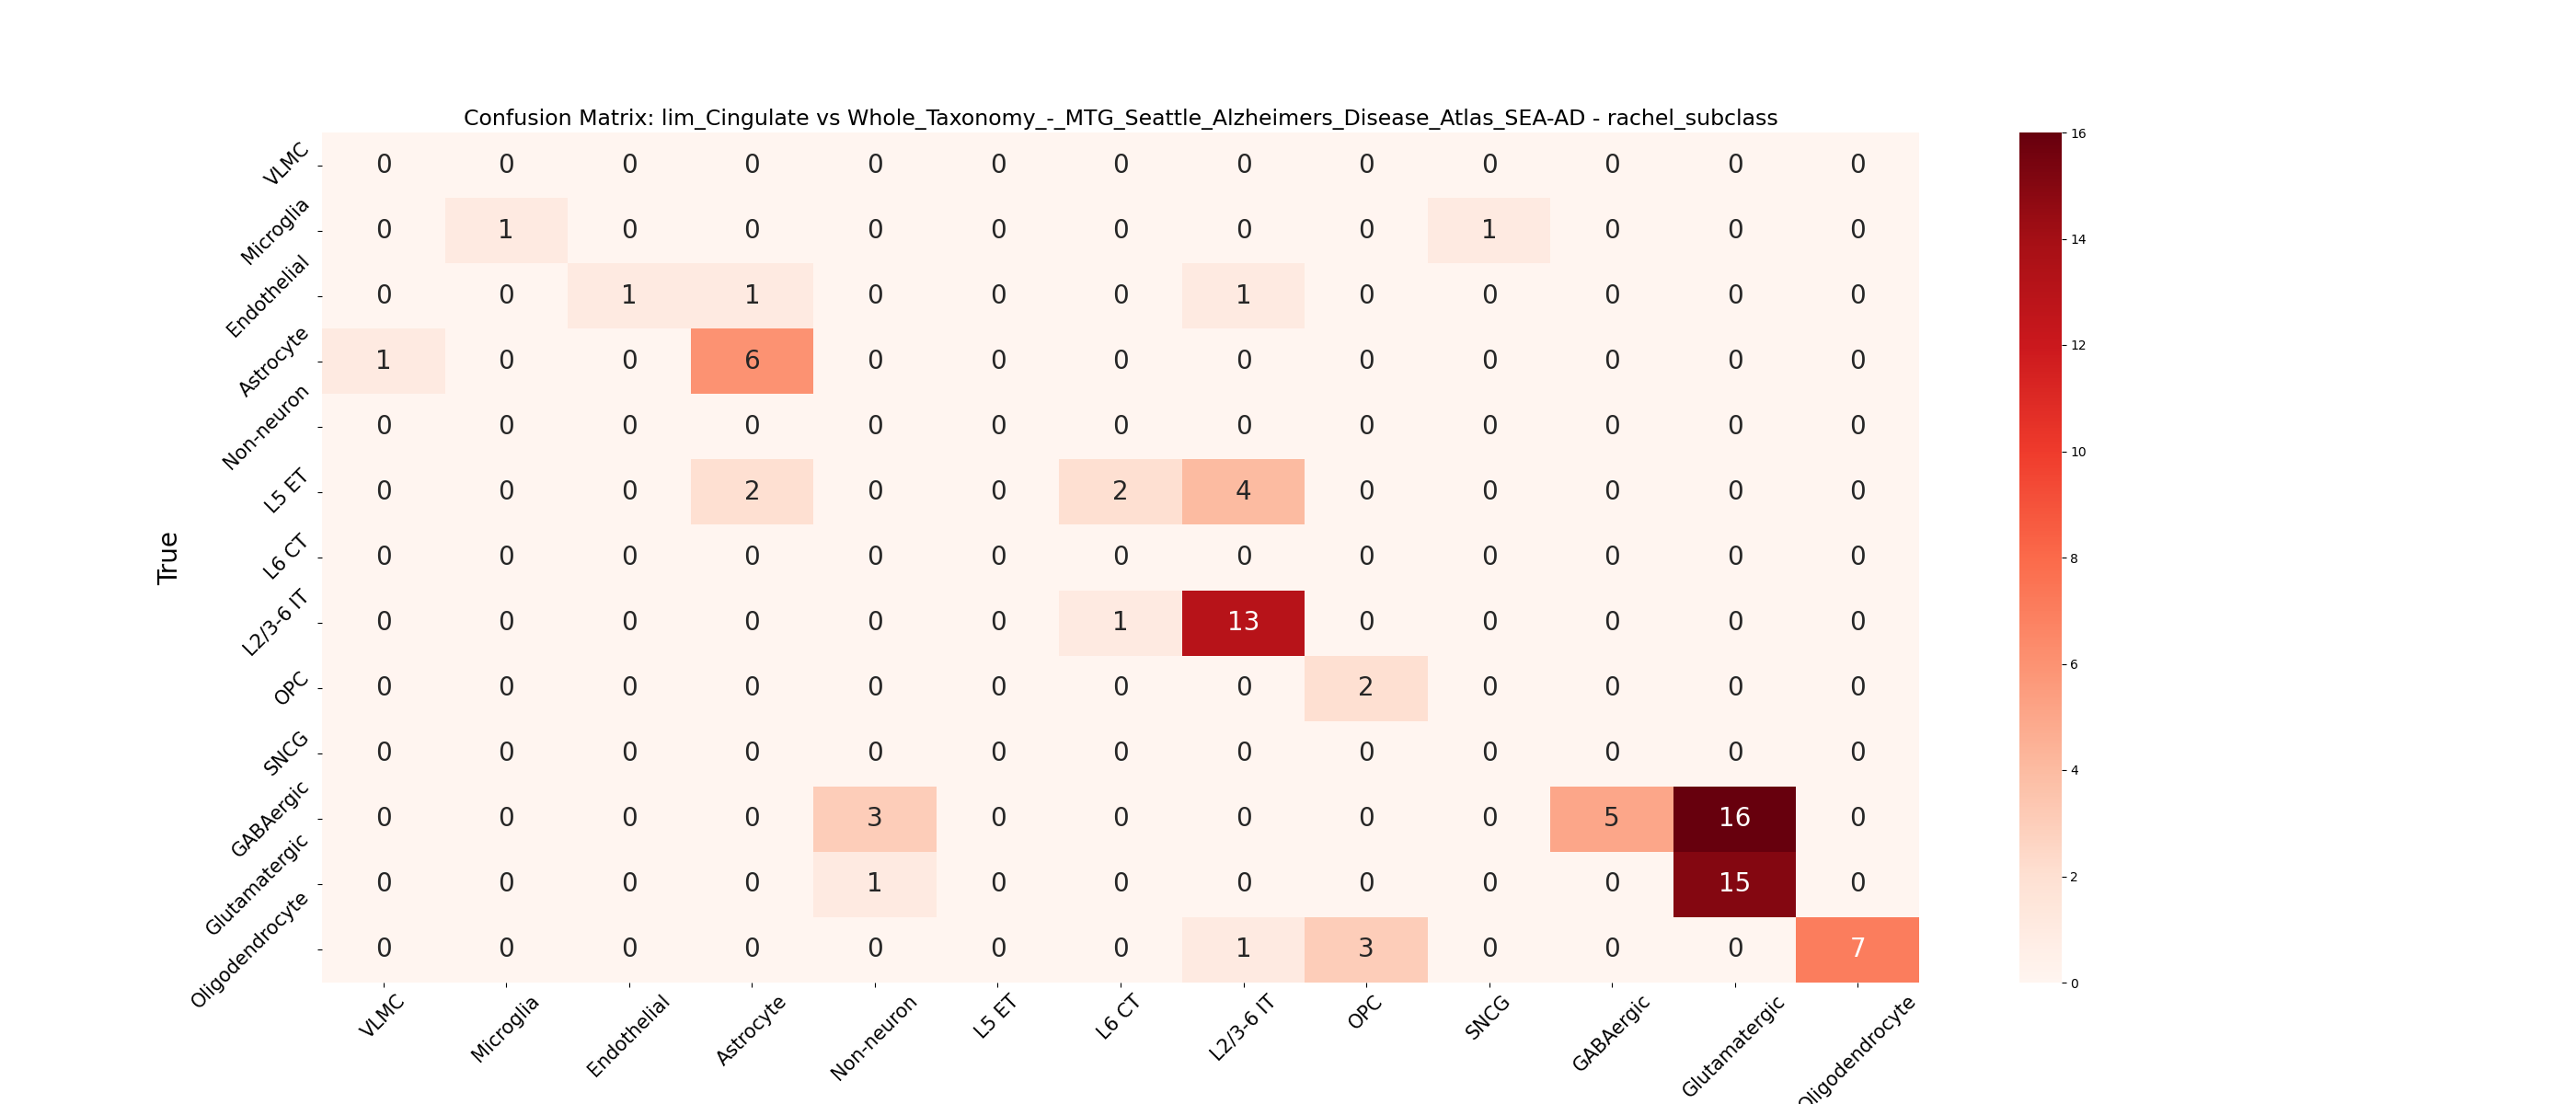 Confusion Matrix: lim_Cingulate vs Whole_Taxonomy_-_MTG_Seattle_Alzheimers_Disease_Atlas_SEA-AD - rachel_subclass
True
VLMC 0 0 0 0 0 0 0 0 0 0 0 0 0
Microglia 0 1 0 0 0 0 0 0 0 1 0 0 0
Endothelial 0 0 1 1 0 0 0 1 0 0 0 0 0
Astrocyte 1 0 0 6 0 0 0 0 0 0 0 0 0
Non-neuron 0 0 0 0 0 0 0 0 0 0 0 0 0
L5 ET 0 0 0 2 0 0 2 4 0 0 0 0 0
L6 CT 0 0 0 0 0 0 0 0 0 0 0 0 0
L2/3-6 IT 0 0 0 0 0 0 1 13 0 0 0 0 0
OPC 0 0 0 0 0 0 0 0 2 0 0 0 0
SNCG 0 0 0 0 0 0 0 0 0 0 0 0 0
GABAergic 0 0 0 0 3 0 0 0 0 0 5 16 0
Glutamatergic 0 0 0 0 1 0 0 0 0 0 0 15 0
Oligodendrocyte 0 0 0 0 0 0 0 1 3 0 0 0 7
VLMC Microglia Endothelial Astrocyte Non-neuron L5 ET L6 CT L2/3-6 IT OPC SNCG GABAergic Glutamatergic Oligodendrocyte
16
14
12
10
8
6
4
2
0